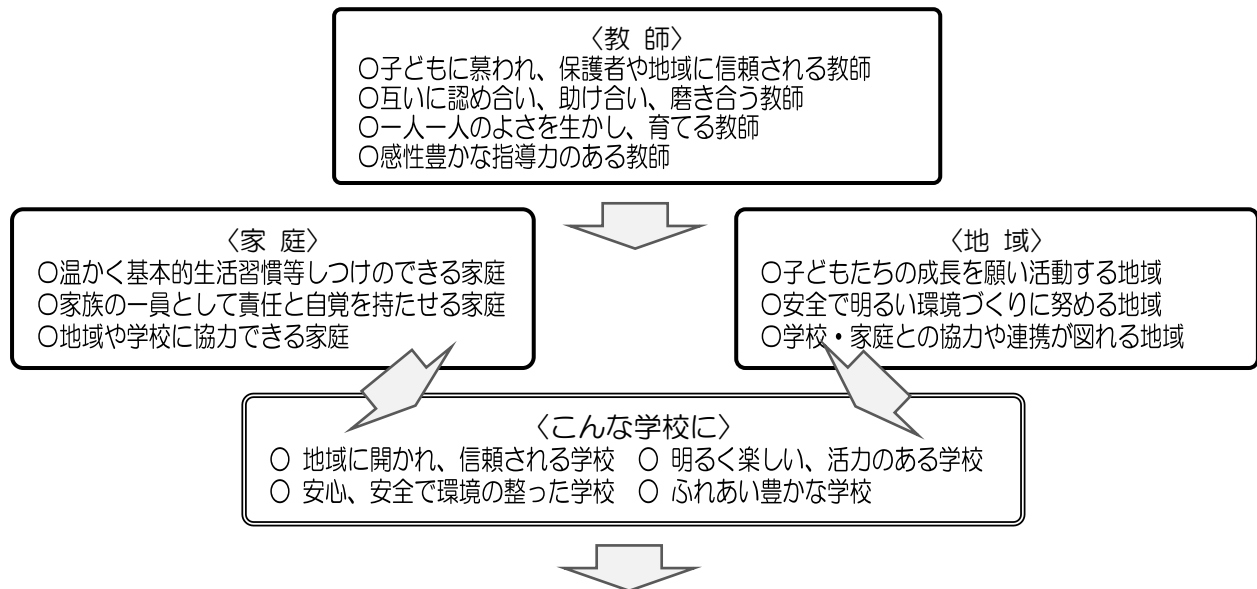 〈教 師〉
○子どもに慕われ、保護者や地域に信頼される教師
○互いに認め合い、助け合い、磨き合う教師
○一人一人のよさを生かし、育てる教師
○感性豊かな指導力のある教師
〈家 庭〉
○温かく基本的生活習慣等しつけのできる家庭
○家族の一員として責任と自覚を持たせる家庭
○地域や学校に協力できる家庭
〈地 域〉
○子どもたちの成長を願い活動する地域
○安全で明るい環境づくりに努める地域
○学校・家庭との協力や連携が図れる地域
〈こんな学校に〉
○ 地域に開かれ、信頼される学校 ○ 明るく楽しい、活力のある学校
○ 安心、安全で環境の整った学校 ○ ふれあい豊かな学校